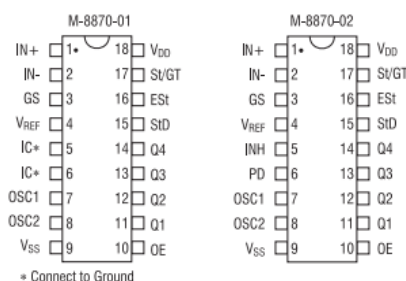 M-8870-01
IN+ 1 18 VDD
IN- 2 17 St/GT
GS 3 16 ESt
VREF 4 15 StD
IC* 5 14 Q4
IC* 6 13 Q3
OSC1 7 12 Q2
OSC2 8 11 Q1
VSS 9 10 OE
* Connect to Ground
M-8870-02
IN+ 1 18 VDD
IN- 2 17 St/GT
GS 3 16 ESt
VREF 4 15 StD
INH 5 14 Q4
PD 6 13 Q3
OSC1 7 12 Q2
OSC2 8 11 Q1
VSS 9 10 OE